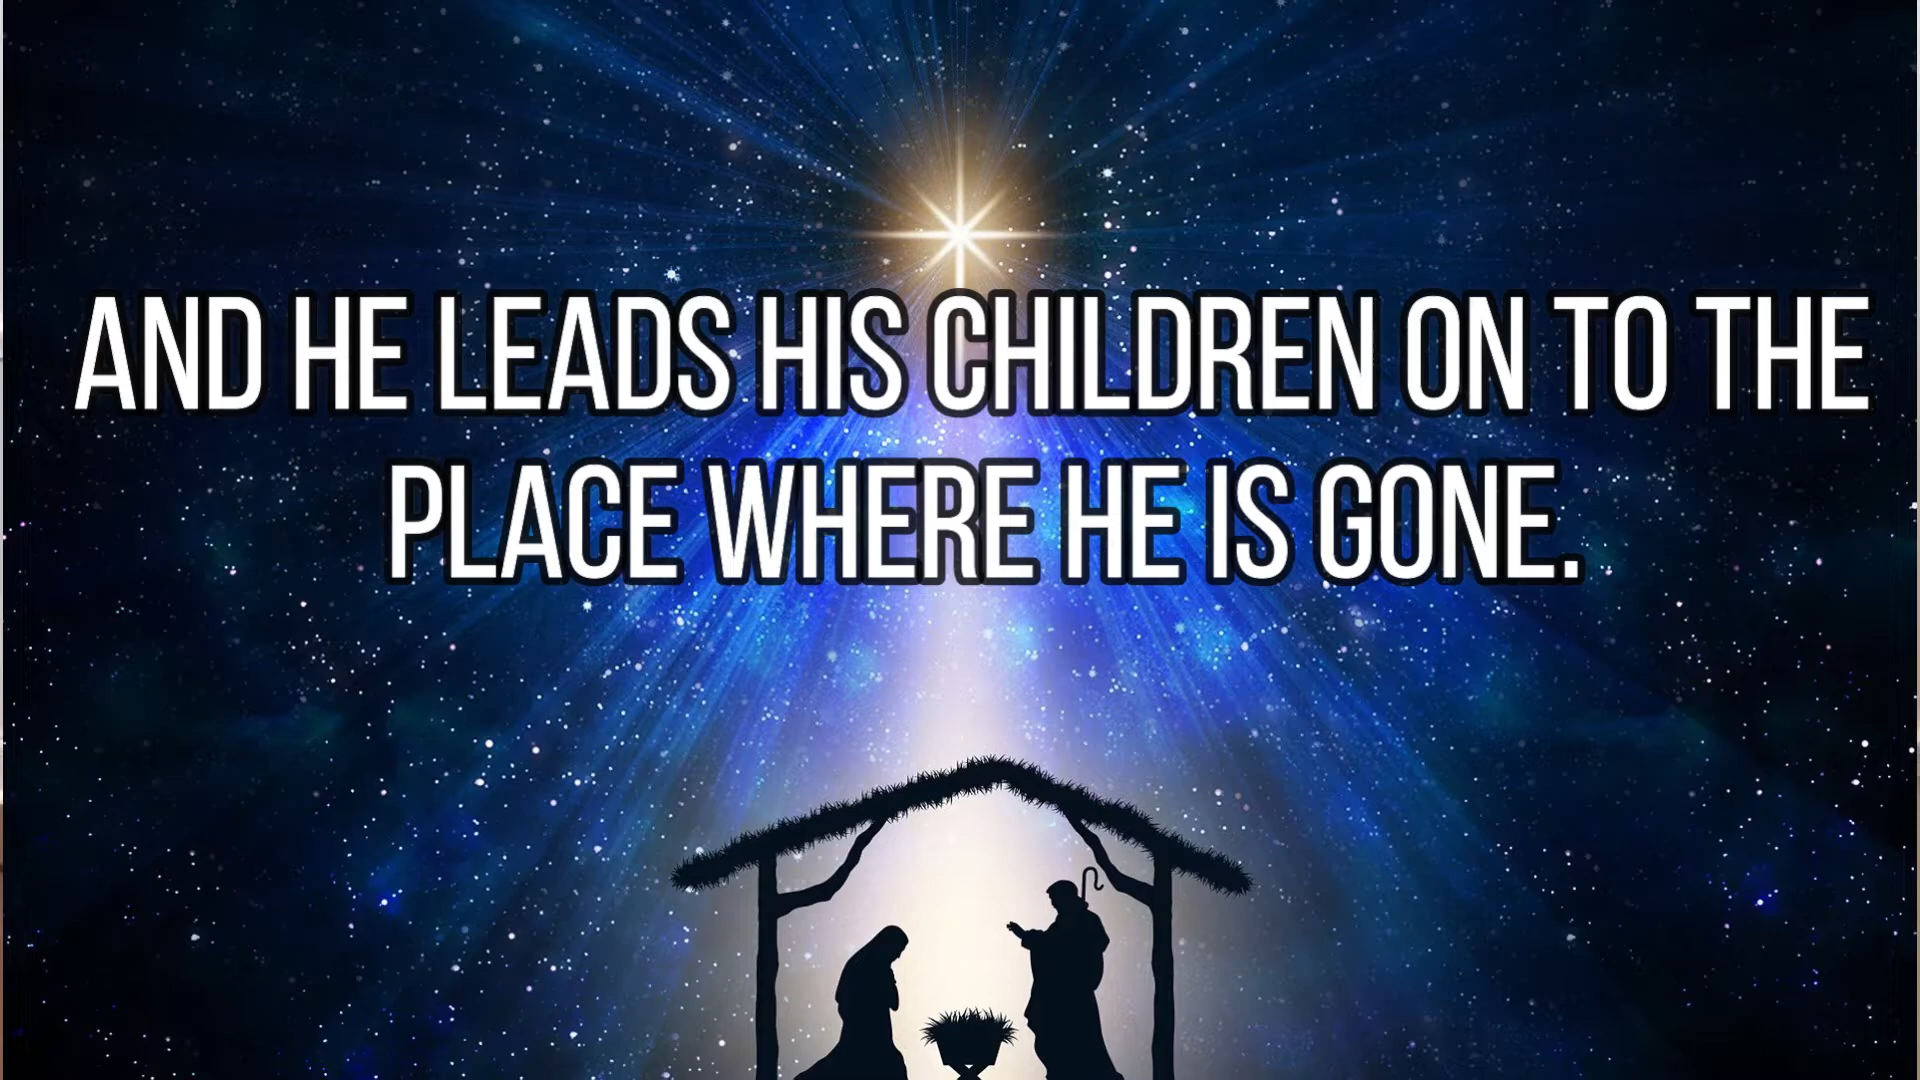 AND HE LEADS HIS CHILDREN ON TO THE
PLACE WHERE HE IS GONE.